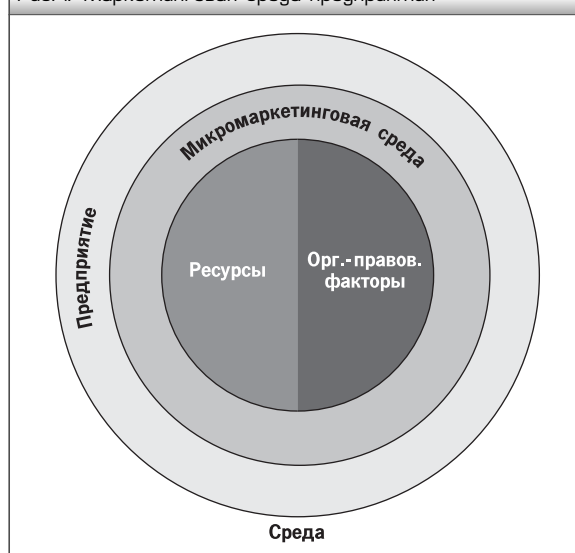 Микромаркетинговая среда
Предприятие
Ресурсы
Орг.-правов.
факторы
Среда